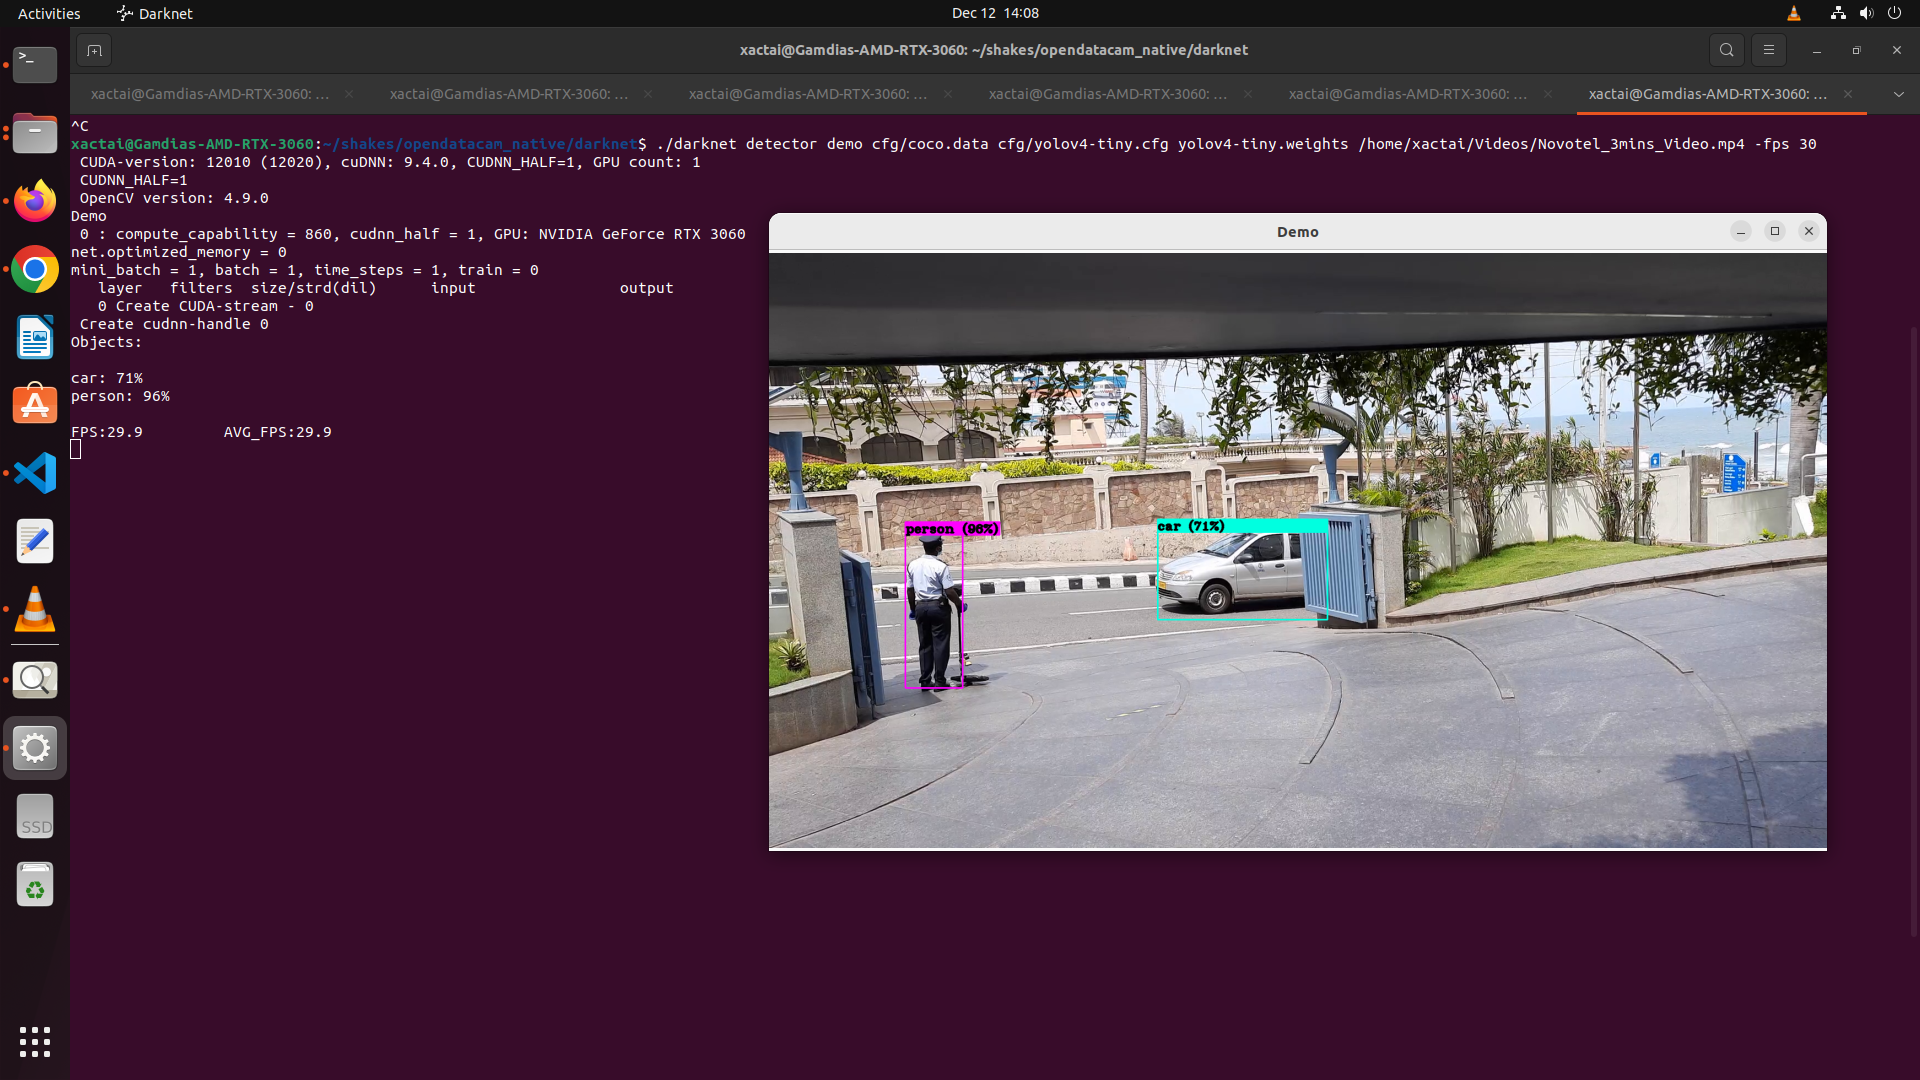 Activities
Darknet
Dec 12 14:08
xactai@Gamdias-AMD-RTX-3060: ~/shakes/opendatacam_native/darknet
xactai@Gamdias-AMD-RTX-3060: ...
xactai@Gamdias-AMD-RTX-3060: ...
xactai@Gamdias-AMD-RTX-3060: ...
xactai@Gamdias-AMD-RTX-3060: ...
xactai@Gamdias-AMD-RTX-3060: ...
xactai@Gamdias-AMD-RTX-3060: ...
^C
xactai@Gamdias-AMD-RTX-3060:~/shakes/opendatacam_native/darknet$ ./darknet detector demo cfg/coco.data cfg/yolov4-tiny.cfg yolov4-tiny.weights /home/xactai/Videos/Novotel_3mins_Video.mp4 -fps 30
CUDA-version: 12010 (12020), cuDNN: 9.4.0, CUDNN_HALF=1, GPU count: 1
CUDNN_HALF=1
OpenCV version: 4.9.0
Demo
0 : compute_capability = 860, cudnn_half = 1, GPU: NVIDIA GeForce RTX 3060
net.optimized_memory = 0
mini_batch = 1, batch = 1, time_steps = 1, train = 0
layer filters size/strd(dil) input output
0 Create CUDA-stream - 0
Create cudnn-handle 0
Objects:
car: 71%
person: 96%
FPS:29.9 AVG_FPS:29.9
Demo
person (96%)
car (71%)
SSD